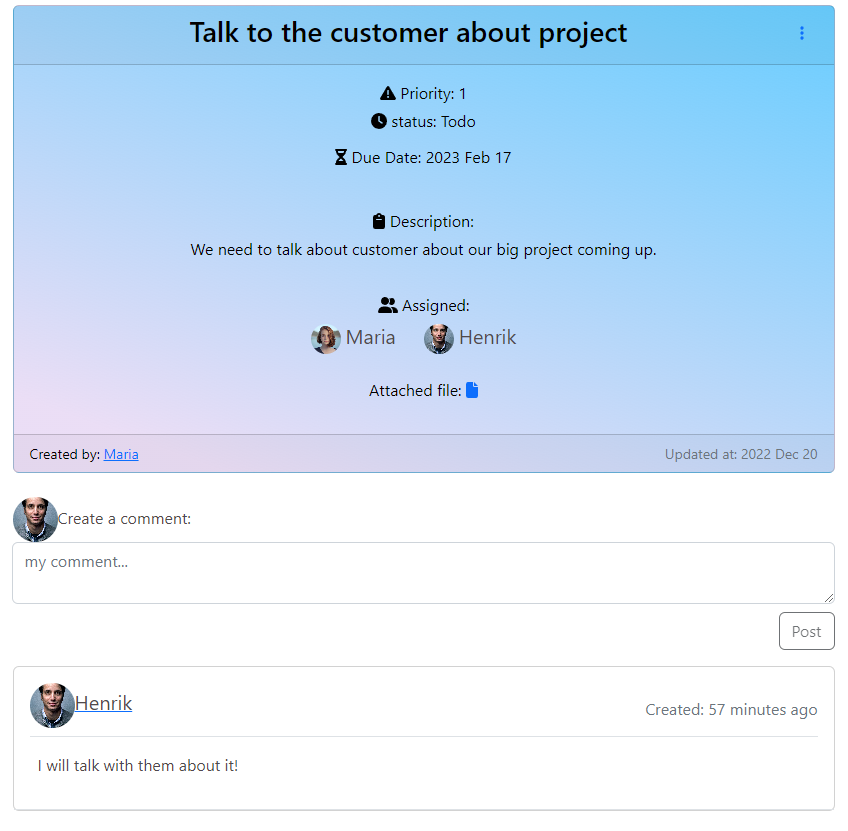 Talk to the customer about project
Priority: 1
status: Todo
Due Date: 2023 Feb 17
Description:
We need to talk about customer about our big project coming up.
Assigned:
Maria Henrik
Attached file:
Created by: Maria Updated at: 2022 Dec 20
Create a comment:
my comment...
Post
Henrik Created: 57 minutes ago
I will talk with them about it!